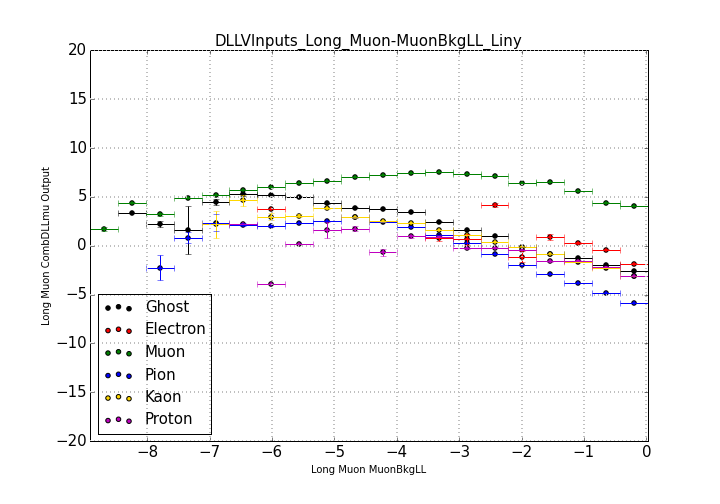 DLLVInputs_Long_Muon-MuonBkgLL_Liny
20
15
10
5
0
−5
−10
−15
−20
Long Muon CombDLLmu Output
Ghost
Electron
Muon
Pion
Kaon
Proton
−8 −7 −6 −5 −4 −3 −2 −1 0
Long Muon MuonBkgLL